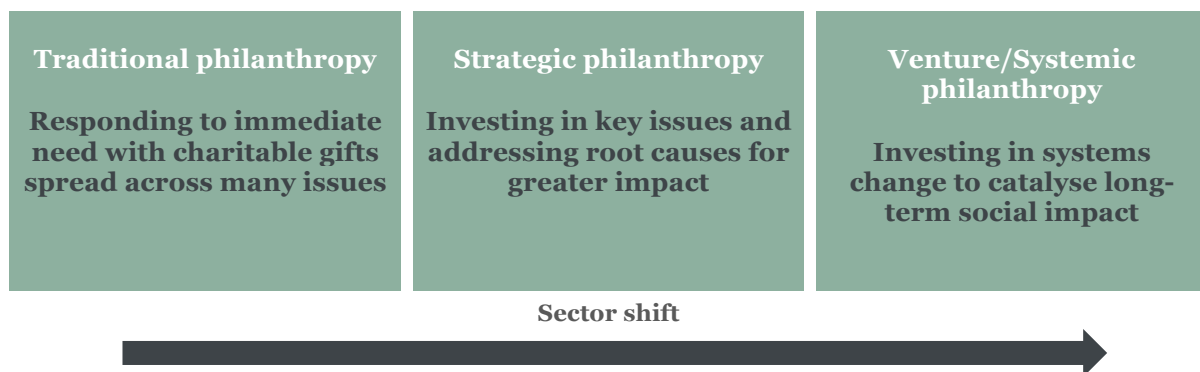 Traditional philanthropy
Responding to immediate
need with charitable gifts
spread across many issues
Strategic philanthropy
Investing in key issues and
addressing root causes for
greater impact
Venture/Systemic
philanthropy
Investing in systems
change to catalyse long-
term social impact
Sector shift